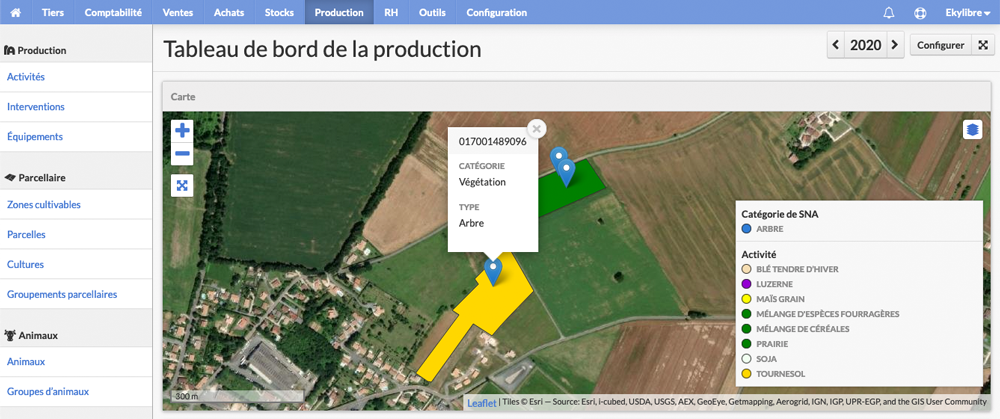 Tiers Comptabilité Ventes Achats Stocks Production RH Outils Configuration Ekylibre
Production
Activités
Interventions
Équipements
Parcellaire
Zones cultivables
Parcelles
Cultures
Groupements parcellaires
Animaux
Animaux
Groupes d'animaux
Tableau de bord de la production
2020
Configurer
Carte
017001489096
CATÉGORIE
Végétation
TYPE
Arbre
Catégorie de SNA
ARBRE
Activité
BLÉ TENDRE D'HIVER
LUZERNE
MAÏS GRAIN
MÉLANGE D'ESPÈCES FOURRAGÈRES
MÉLANGE DE CÉRÉALES
PRAIRIE
SOJA
TOURNESOL
300 m
Leaflet | Tiles © Esri — Source: Esri, i-cubed, USDA, USGS, AEX, GeoEye, Getmapping, Aerogrid, IGN, IGP, UPR-EGP, and the GIS User Community